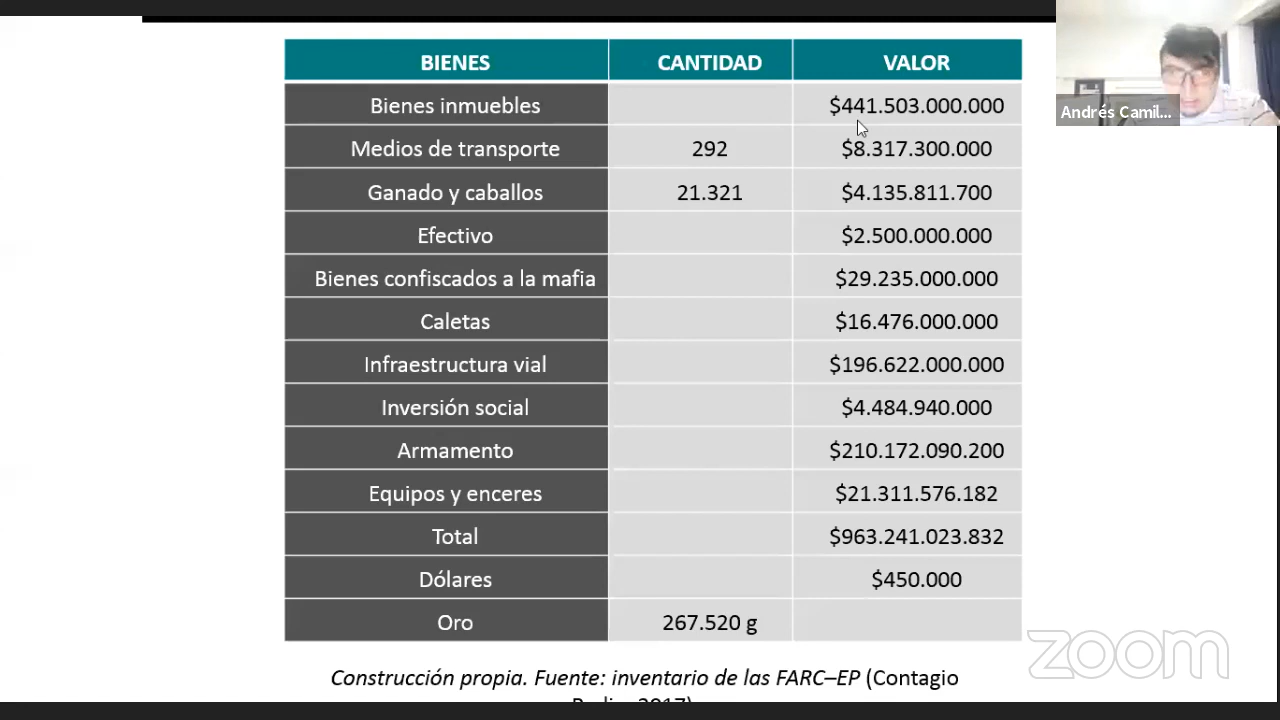 BIENES CANTIDAD VALOR
Bienes inmuebles $441.503.000.000
Medios de transporte 292 $8.317.300.000
Ganado y caballos 21.321 $4.135.811.700
Efectivo $2.500.000.000
Bienes confiscados a la mafia $29.235.000.000
Caletas $16.476.000.000
Infraestructura vial $196.622.000.000
Inversión social $4.484.940.000
Armamento $210.172.090.200
Equipos y enceres $21.311.576.182
Total $963.241.023.832
Dólares $450.000
Oro 267.520 g
Construcción propia. Fuente: inventario de las FARC–EP (Contagio
Andrés Camil...
zoom